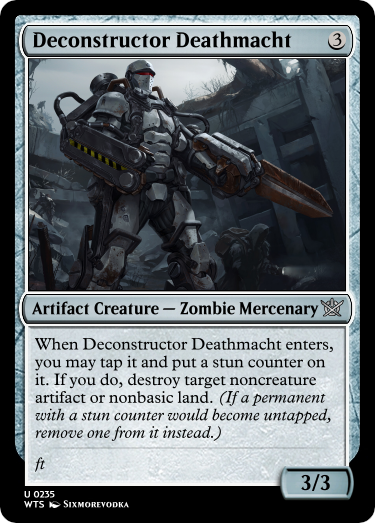 Deconstructor Deathmacht 3
Artifact Creature — Zombie Mercenary
When Deconstructor Deathmacht enters,
you may tap it and put a stun counter on
it. If you do, destroy target noncreature
artifact or nonbasic land. (If a permanent
with a stun counter would become untapped,
remove one from it instead.)
ft
3/3
U 0235
WTS SIXMOREVODKA